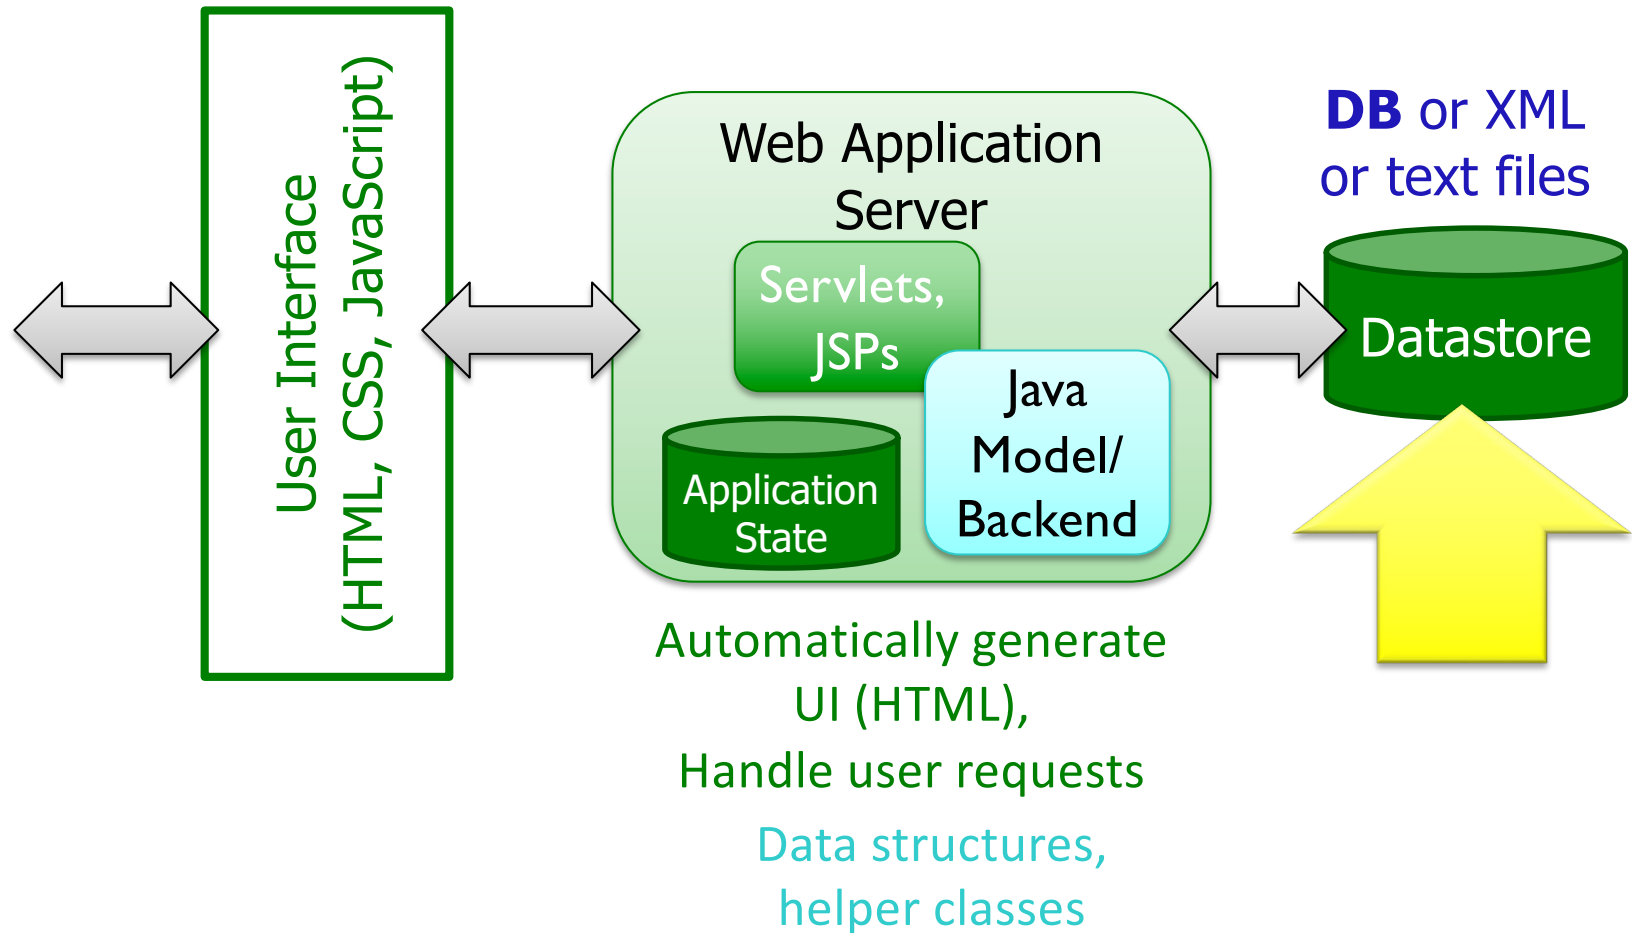 User Interface
(HTML, CSS, JavaScript)
Web Application
Server
Servlets,
JSPs
Java
Model/
Backend
Application
State
DB or XML
or text files
Datastore
Automatically generate
UI (HTML),
Handle user requests
Data structures,
helper classes